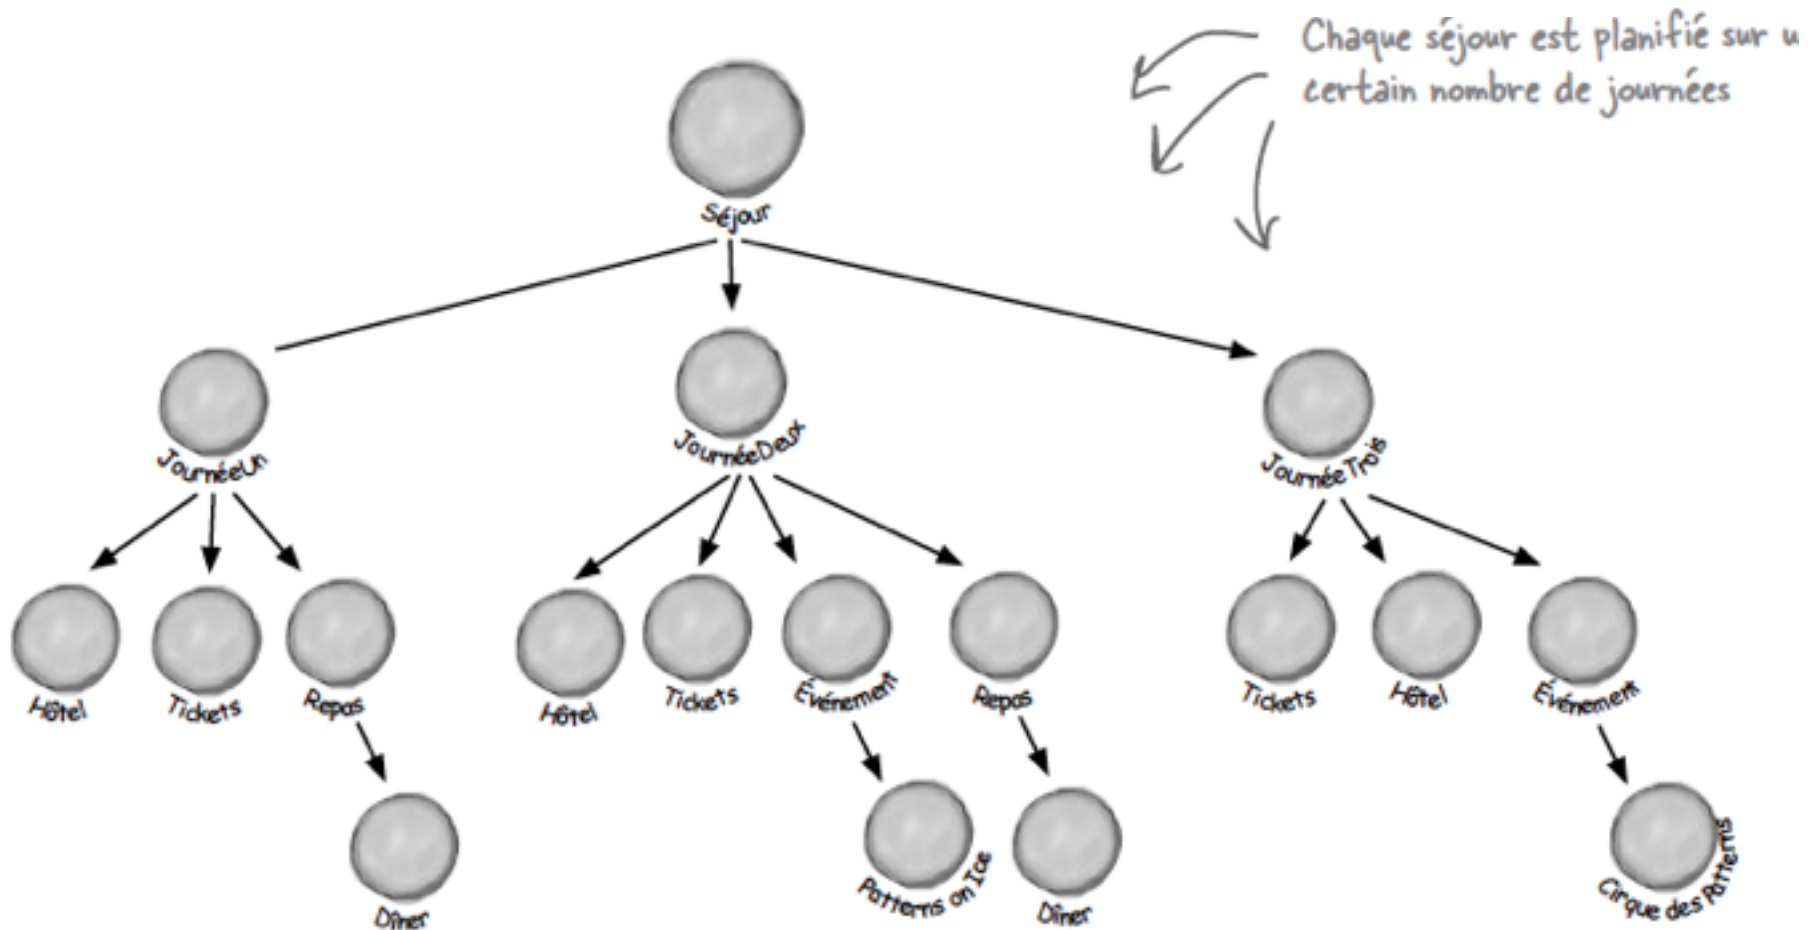 Chaque séjour est planifié sur
certain nombre de journées
Séjour
JournéeUn
JournéeDeux
JournéeTrois
Hôtel
Tickets
Repas
Hôtel
Tickets
Événement
Repas
Tickets
Hôtel
Événement
Dîner
Patterns on Ice
Dîner
Cirque des Patterns